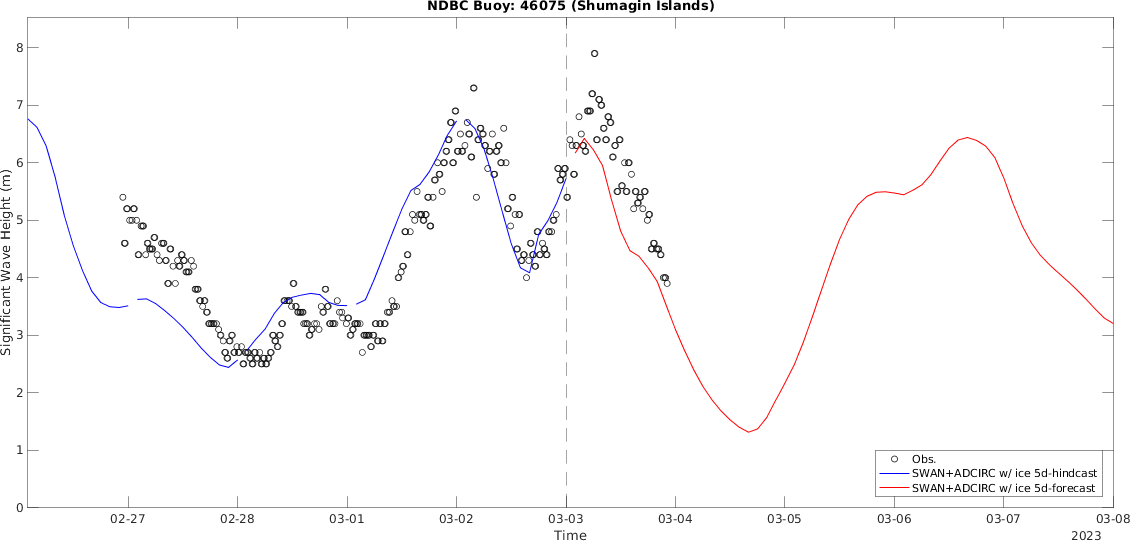 NDBC Buoy: 46075 (Shumagin Islands)
Significant Wave Height (m)
8
7
6
5
4
3
2
1
0
02-27 02-28 03-01 03-02 03-03 03-04 03-05 03-06 03-07 03-08
Time
2023
Obs.
SWAN+ADCIRC w/ ice 5d-hindcast
SWAN+ADCIRC w/ ice 5d-forecast